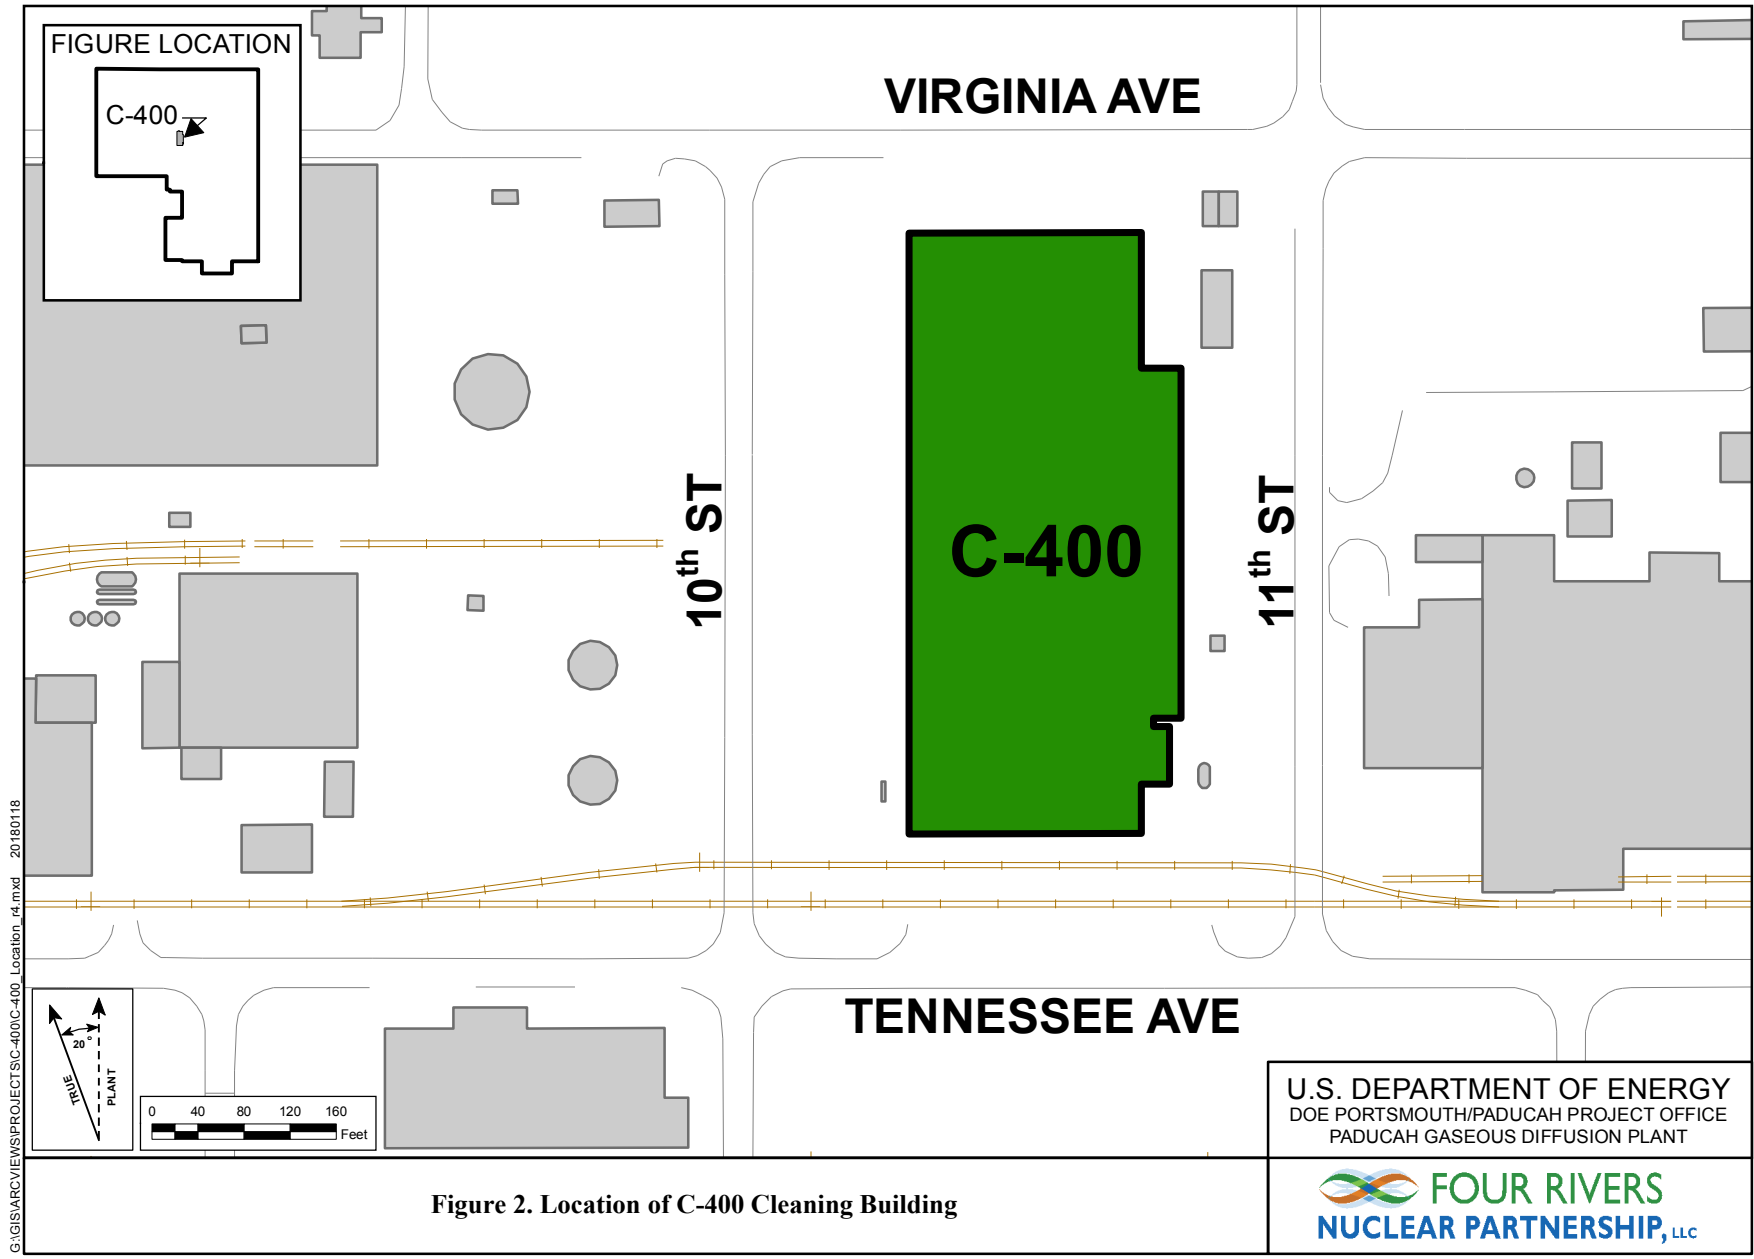 FIGURE LOCATION
C-400
VIRGINIA AVE
10th ST
C-400
11th ST
TENNESSEE AVE
20°
TRUE
PLANT
0 40 80 120 160
Feet
U.S. DEPARTMENT OF ENERGY
DOE PORTSMOUTH/PADUCAH PROJECT OFFICE
PADUCAH GASEOUS DIFFUSION PLANT
Figure 2. Location of C-400 Cleaning Building
FOUR RIVERS
NUCLEAR PARTNERSHIP, LLC
G:\GIS\ARCVIEWS\PROJECTS\C-400\C-400_Location_r4.mxd 20180118